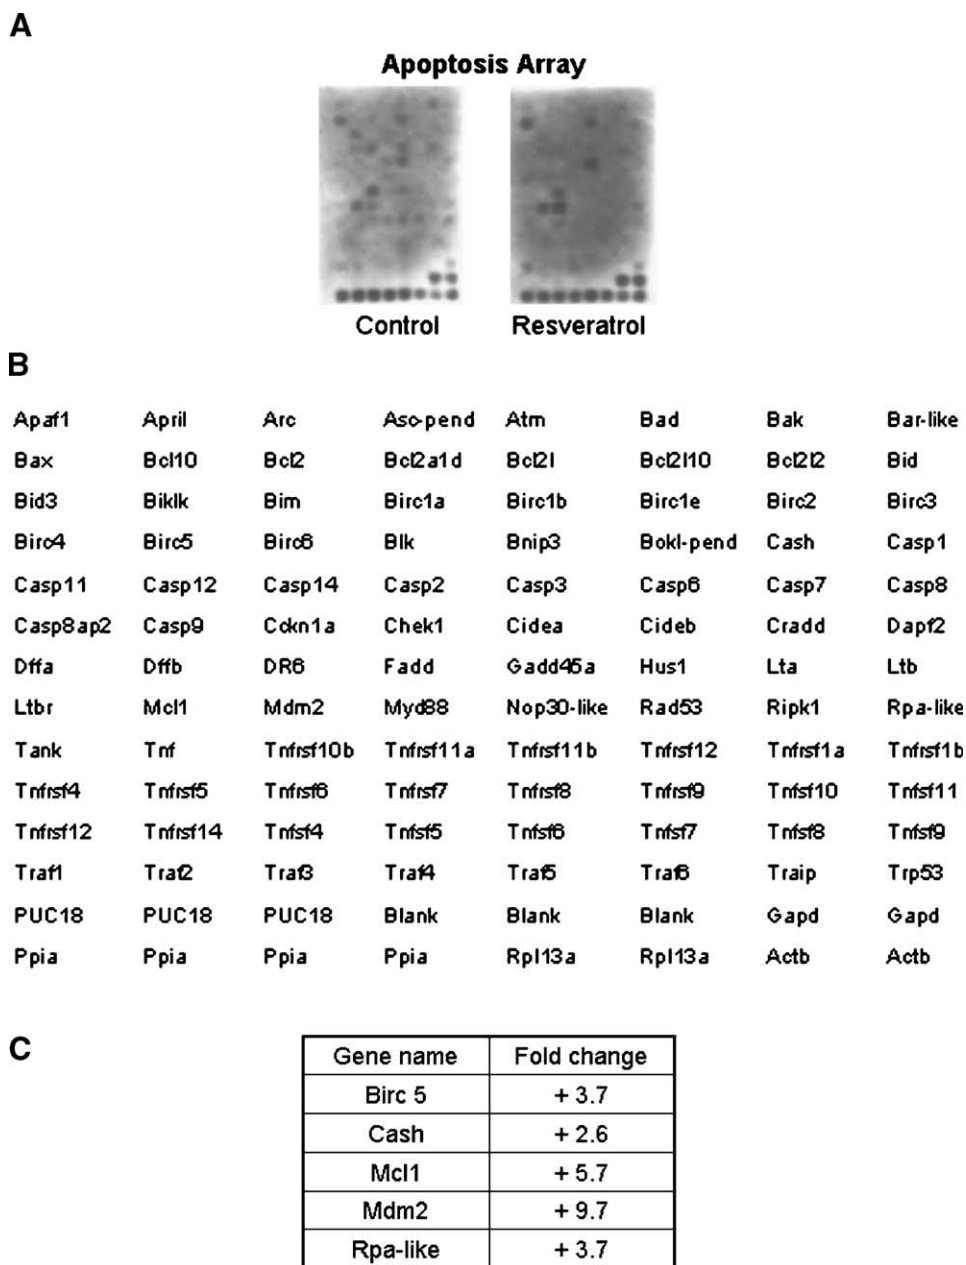 A
Apoptosis Array
Control Resveratrol
B
Apaf1 April Arc Asc-pend Atm Bad Bak Bar-like
Bax Bcl10 Bcl2 Bcl2a1d Bcl2l Bcl2l10 Bcl2l2 Bid
Bid3 Biklk Bim Birc1a Birc1b Birc1e Birc2 Birc3
Birc4 Birc5 Birc6 Blk Bnip3 Bokl-pend Cash Casp1
Casp11 Casp12 Casp14 Casp2 Casp3 Casp6 Casp7 Casp8
Casp8ap2 Casp9 Cckn1a Chek1 Cidea Cideb Cradd Dapf2
Dffa Dffb DR6 Fadd Gadd45a Hus1 Lta Ltb
Ltbr Mcl1 Mdm2 Myd88 Nop30-like Rad53 Ripk1 Rpa-like
Tank Tnf Tnfrsf10b Tnfrsf11a Tnfrsf11b Tnfrsf12 Tnfrsf1a Tnfrsf1b
Tnfrsf4 Tnfrsf5 Tnfrsf6 Tnfrsf7 Tnfrsf8 Tnfrsf9 Tnfsf10 Tnfsf11
Tnfrsf12 Tnfrsf14 Tnfsf4 Tnfsf5 Tnfsf6 Tnfsf7 Tnfsf8 Tnfsf9
Traf1 Traf2 Traf3 Traf4 Traf5 Traf6 Traip Trp53
PUC18 PUC18 PUC18 Blank Blank Blank Gapd Gapd
Ppia Ppia Ppia Ppia Rpl13a Rpl13a Actb Actb
C
Gene name Fold change
Birc 5 + 3.7
Cash + 2.6
Mcl1 + 5.7
Mdm2 + 9.7
Rpa-like + 3.7